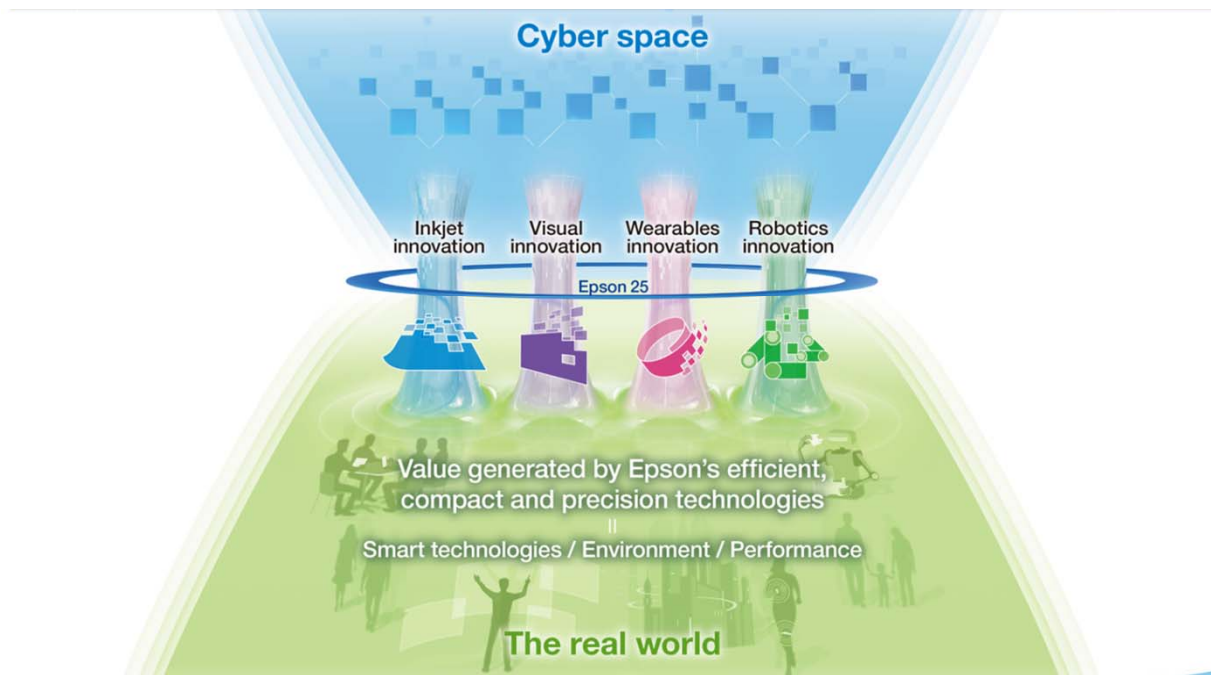 Cyber space
Inkjet
innovation
Visual
innovation
Wearables
innovation
Robotics
innovation
Epson 25
Value generated by Epson’s efficient,
compact and precision technologies
=
Smart technologies / Environment / Performance
The real world